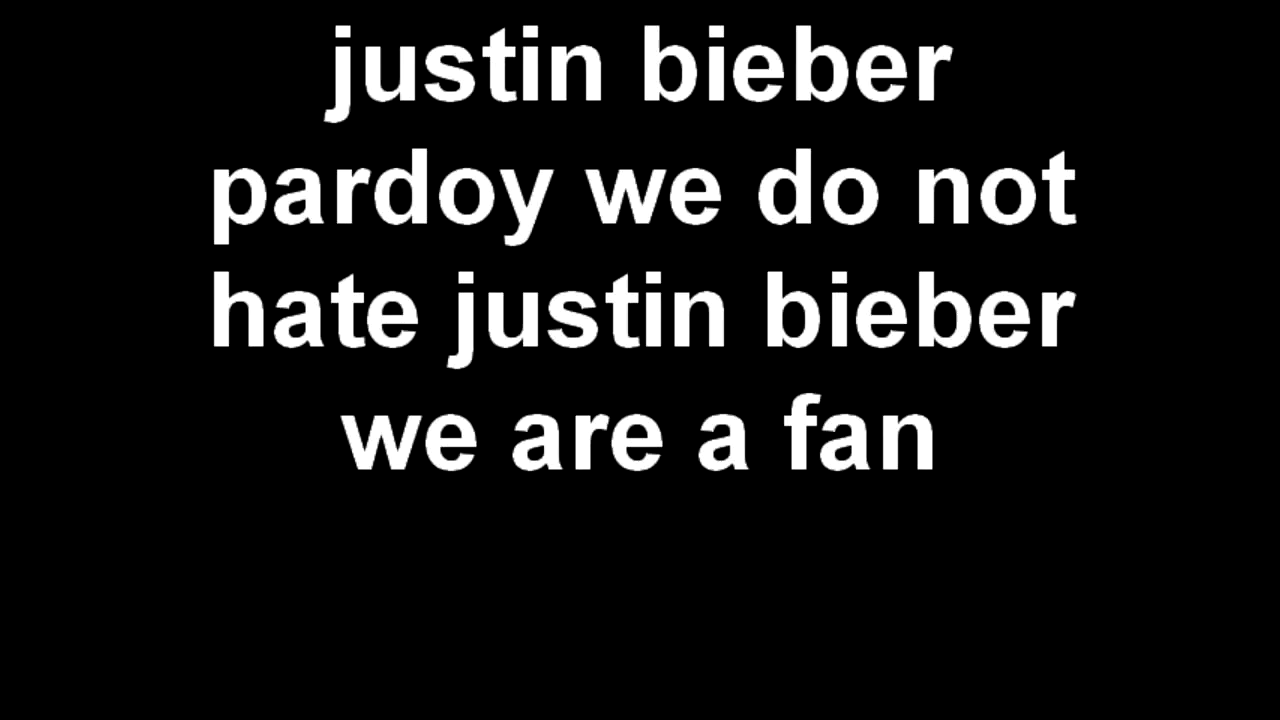 justin bieber
pardoy we do not
hate justin bieber
we are a fan